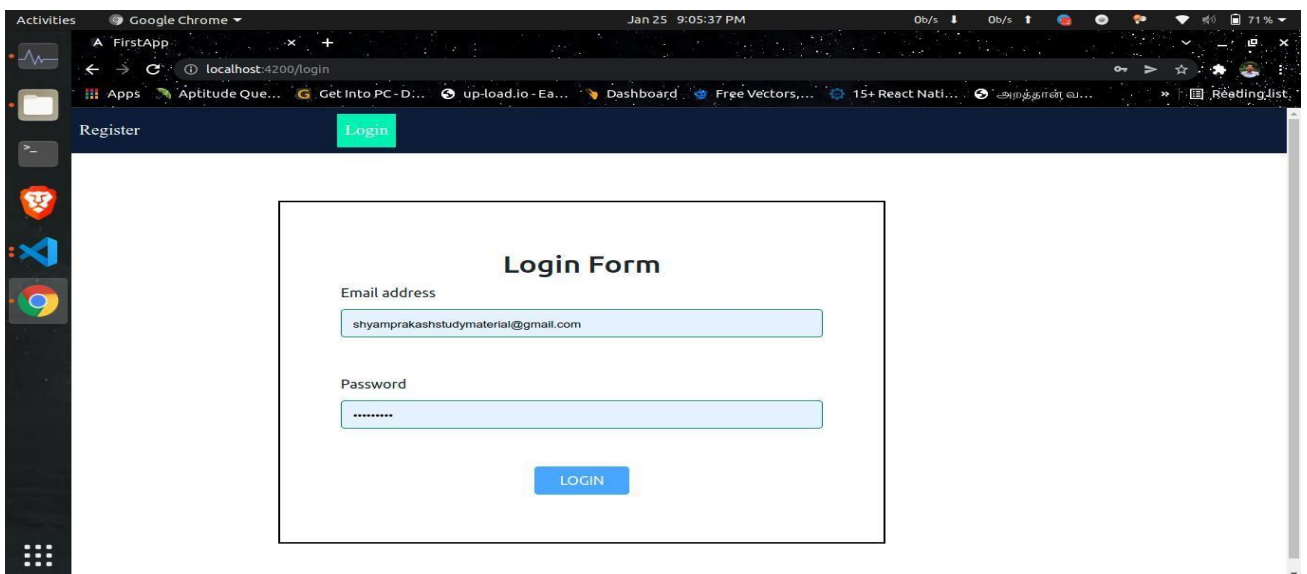 Activities Google Chrome Jan 25 9:05:37 PM 0b/s 0b/s 71 %
FirstApp
localhost:4200/login
Apps Aptitude Que... Get Into PC - D... up-load.io - Ea... Dashboard Free Vectors,... 15+ React Nati... அறத்தான் வ... » Reading list
Register Login
Login Form
Email address
shyamprakashstudymaterial@gmail.com
Password
•••••••••
LOGIN